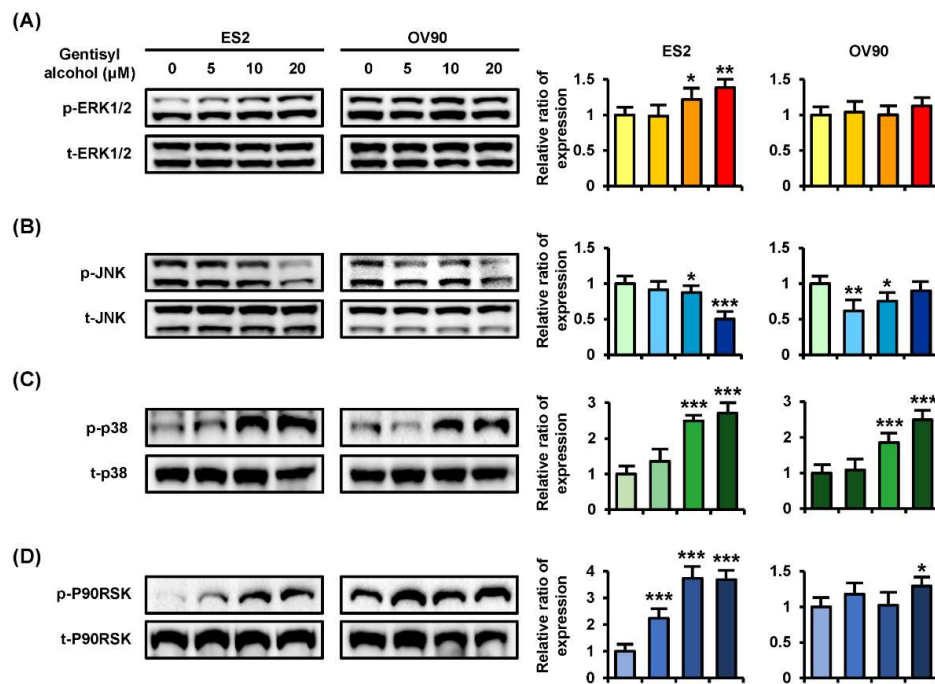 (A)
ES2 OV90
Gentisyl
alcohol (μM) 0 5 10 20 0 5 10 20
p-ERK1/2
t-ERK1/2
Relative ratio of
expression
ES2
1.5
1
0.5
0
* **
OV90
1.5
1
0.5
0
(B)
p-JNK
t-JNK
Relative ratio of
expression
1.5
1
0.5
0
* ***
1.5
1
0.5
0
** *
(C)
p-p38
t-p38
Relative ratio of
expression
3
2
1
0
*** ***
3
2
1
0
*** ***
(D)
p-P90RSK
t-P90RSK
Relative ratio of
expression
4
3
2
1
0
*** *** ***
1.5
1
0.5
0
*